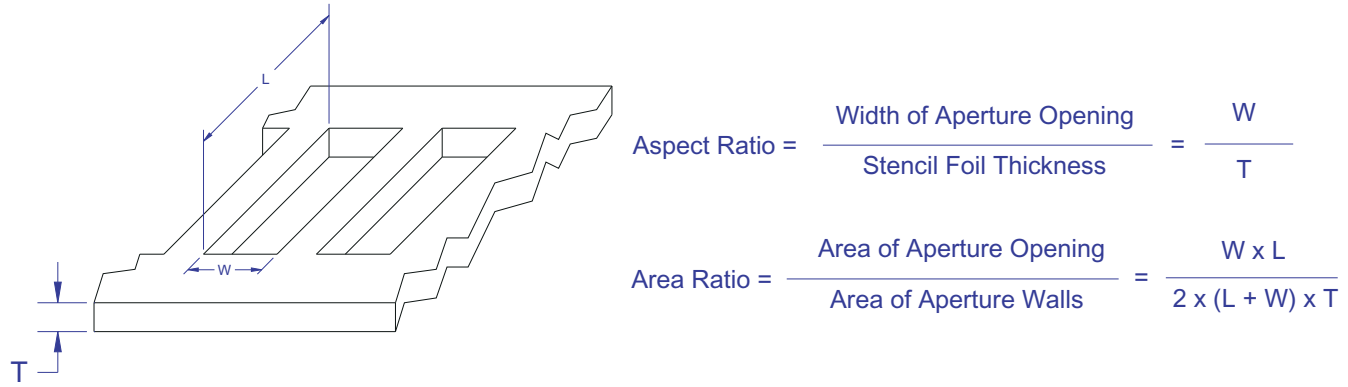 L
W
T
Aspect Ratio = Width of Aperture Opening / Stencil Foil Thickness = W / T
Area Ratio = Area of Aperture Opening / Area of Aperture Walls = W x L / 2 x (L + W) x T